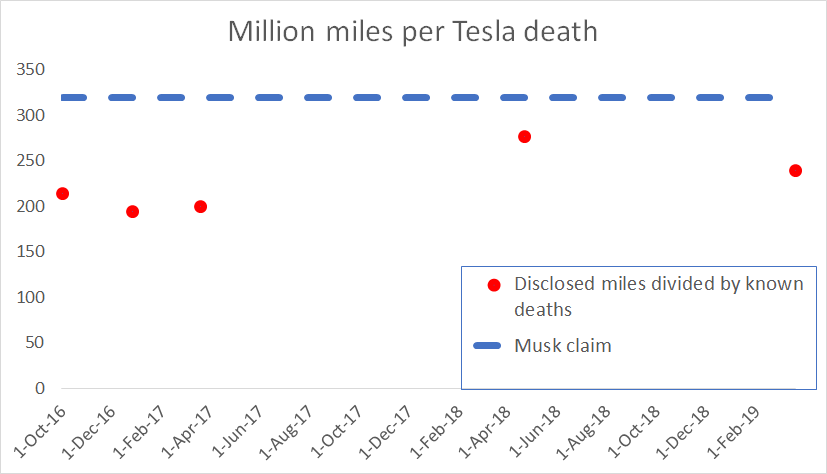 Million miles per Tesla death
350
300
250
200
150
100
50
0
Disclosed miles divided by known
deaths
Musk claim
1-Oct-16
1-Dec-16
1-Feb-17
1-Apr-17
1-Jun-17
1-Aug-17
1-Oct-17
1-Dec-17
1-Feb-18
1-Apr-18
1-Jun-18
1-Aug-18
1-Oct-18
1-Dec-18
1-Feb-19